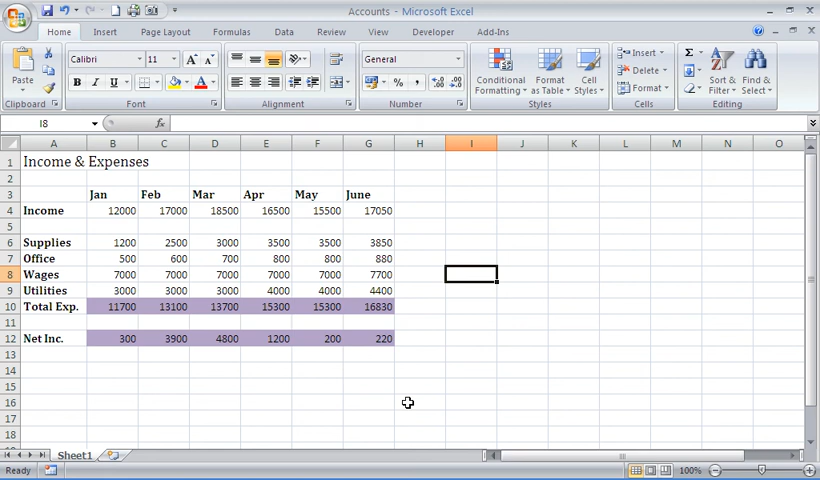 Accounts - Microsoft Excel
Home Insert Page Layout Formulas Data Review View Developer Add-Ins
Paste
Clipboard
Calibri 11
B I U
Font
Alignment
General
% ,
Number
Conditional Formatting
Format as Table
Cell Styles
Styles
Insert
Delete
Format
Cells
Sort & Filter
Find & Select
Editing
I8 fx
A B C D E F G H I J K L M N O
1 Income & Expenses
2
3 Jan Feb Mar Apr May June
4 Income 12000 17000 18500 16500 15500 17050
5
6 Supplies 1200 2500 3000 3500 3500 3850
7 Office 500 600 700 800 800 880
8 Wages 7000 7000 7000 7000 7000 7700
9 Utilities 3000 3000 3000 4000 4000 4400
10 Total Exp. 11700 13100 13700 15300 15300 16830
11
12 Net Inc. 300 3900 4800 1200 200 220
13
14
15
16
17
18
Sheet1
Ready 100%